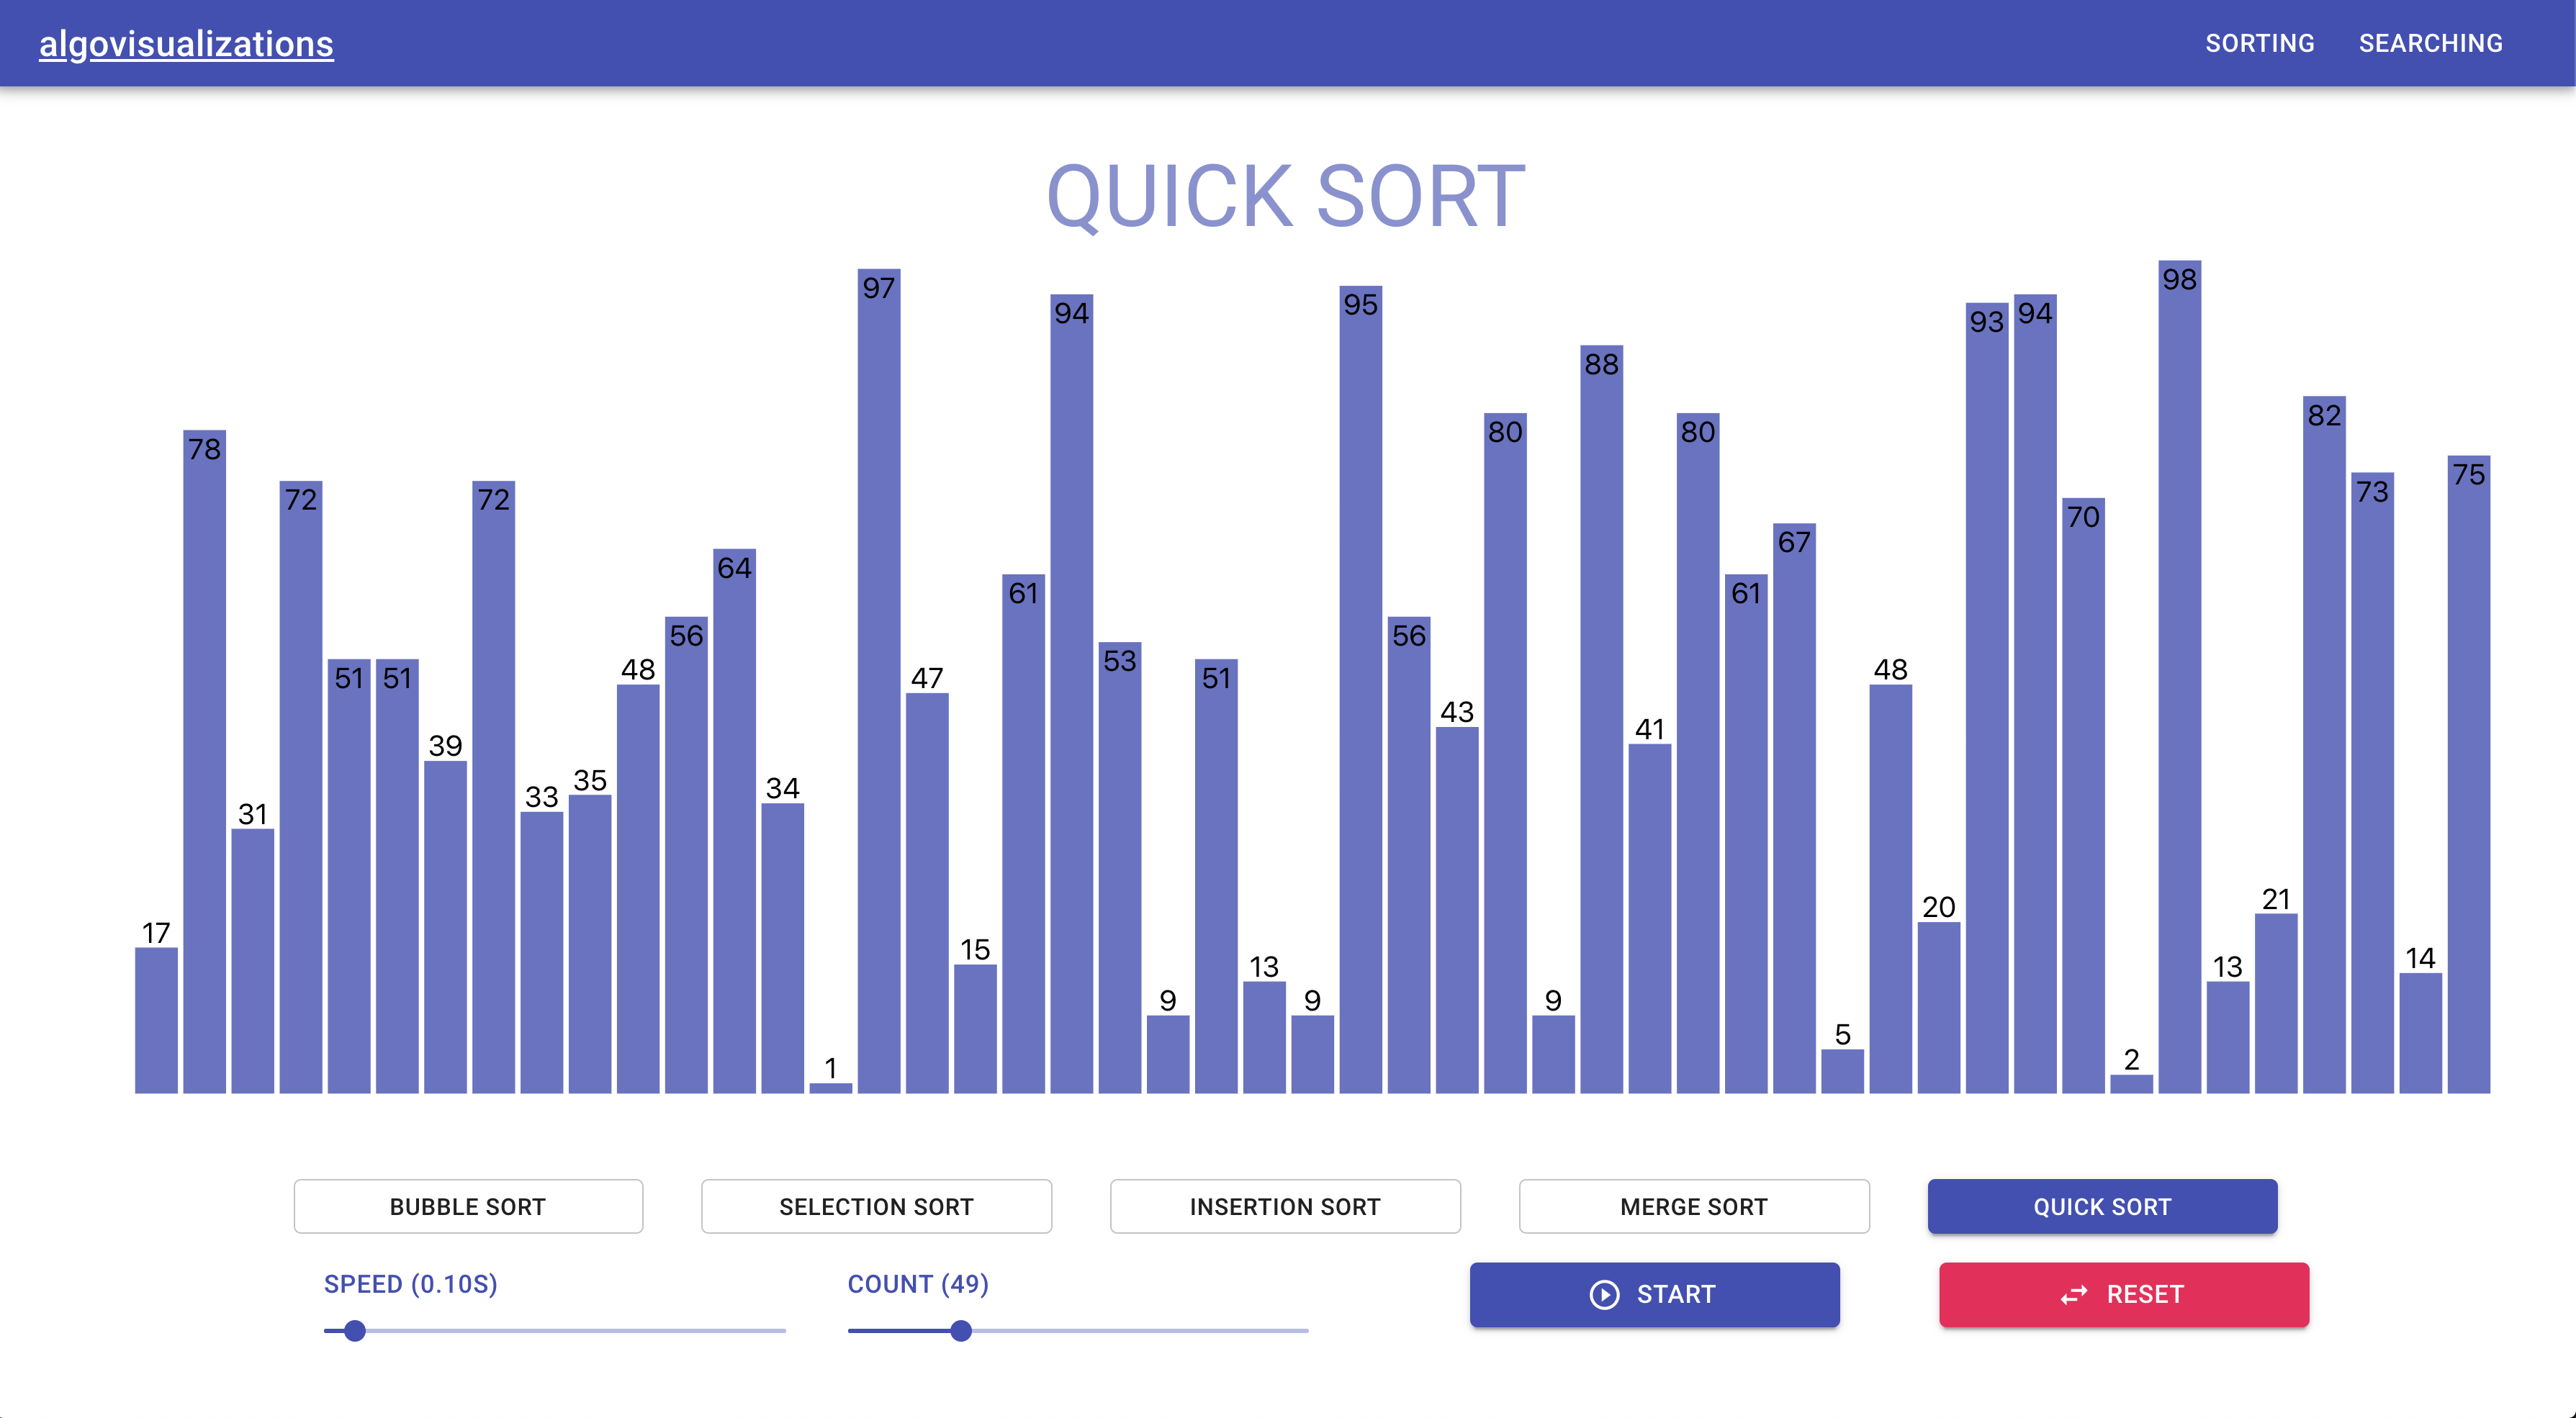 algovisualizations SORTING SEARCHING
QUICK SORT
17 78 31 72 51 51 39 72 33 35 48 56 64 34 1 97 47 15 61 94 53 9 51 13 9 95 56 43 80 9 88 41 80 61 67 5 48 20 93 94 70 2 98 13 21 82 73 14 75
BUBBLE SORT SELECTION SORT INSERTION SORT MERGE SORT QUICK SORT
SPEED (0.10S) COUNT (49) START RESET